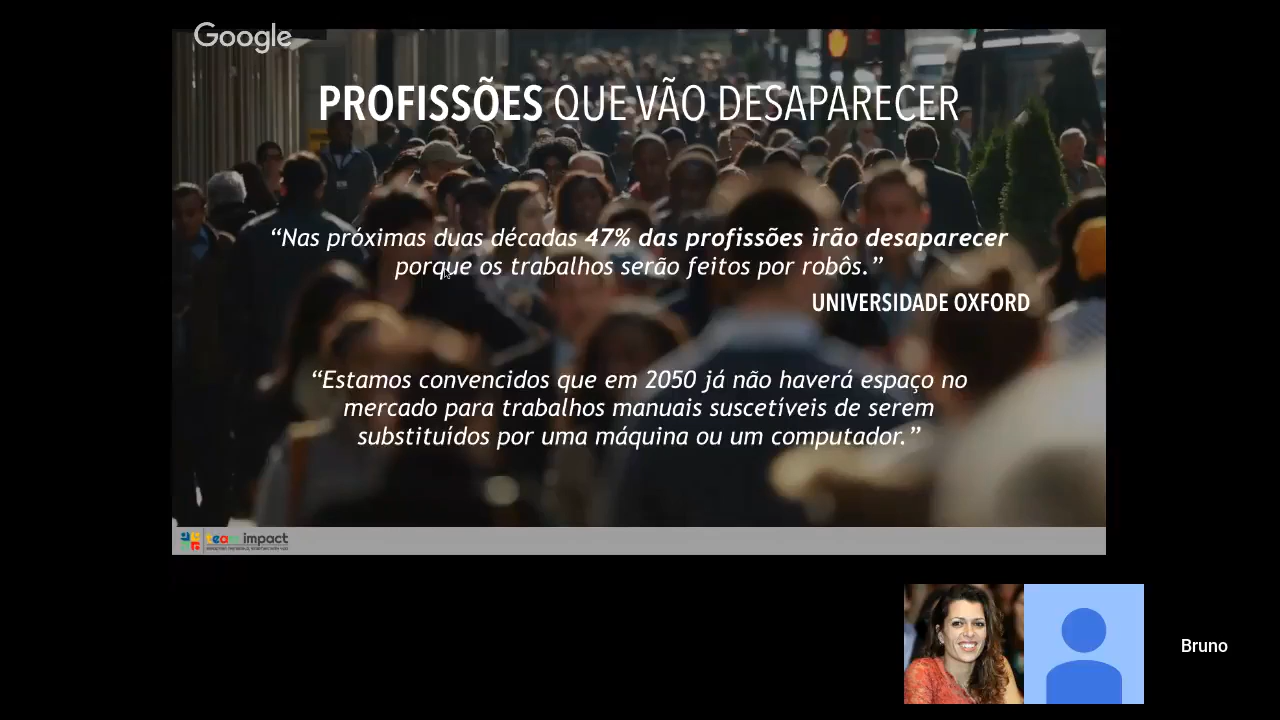 Google
PROFISSÕES QUE VÃO DESAPARECER
“Nas próximas duas décadas 47% das profissões irão desaparecer
porque os trabalhos serão feitos por robôs.”
UNIVERSIDADE OXFORD
“Estamos convencidos que em 2050 já não haverá espaço no
mercado para trabalhos manuais suscetíveis de serem
substituídos por uma máquina ou um computador.”
team impact
Bruno